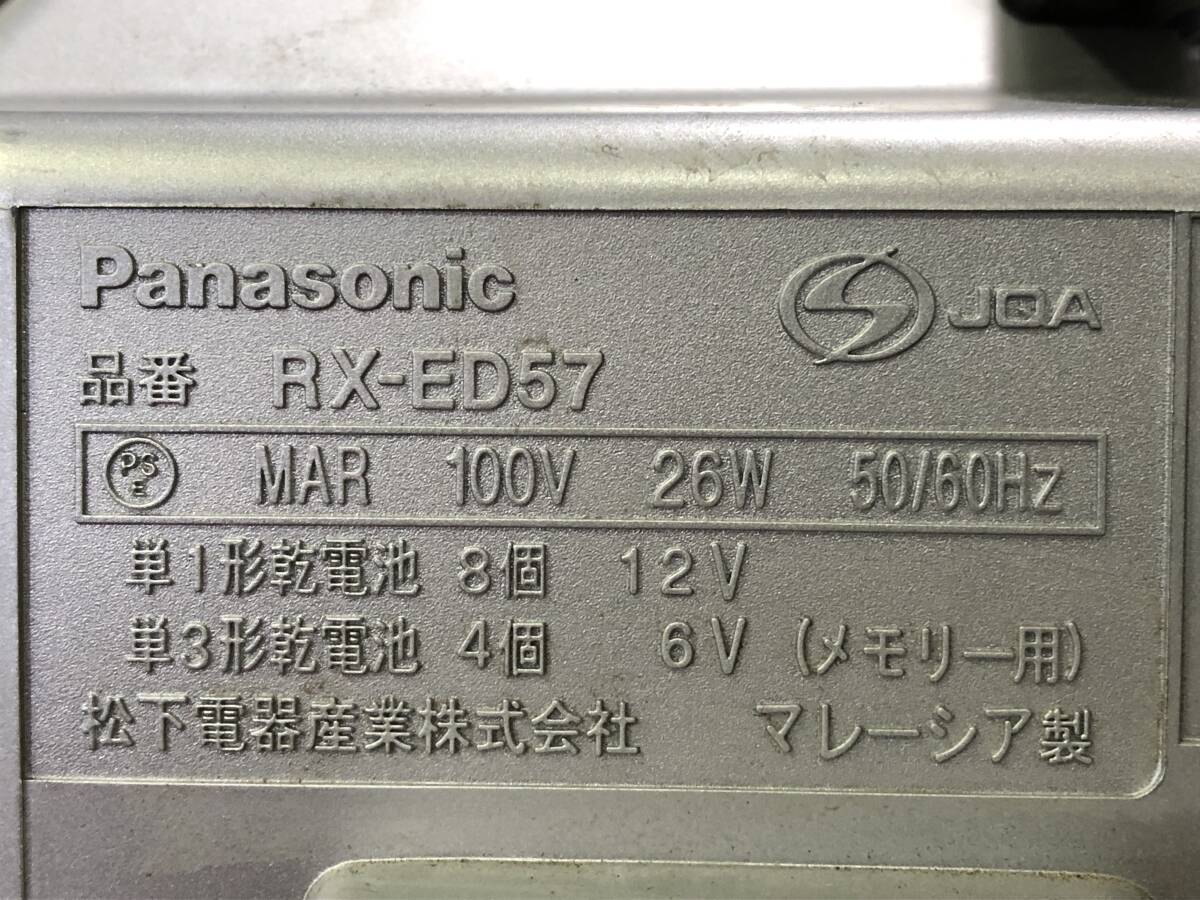 Panasonic
JQA
品番 RX-ED57
PSE MAR 100V 26W 50/60Hz
単1形乾電池 8個 12V
単3形乾電池 4個 6V (メモリー用)
松下電器産業株式会社 マレーシア製